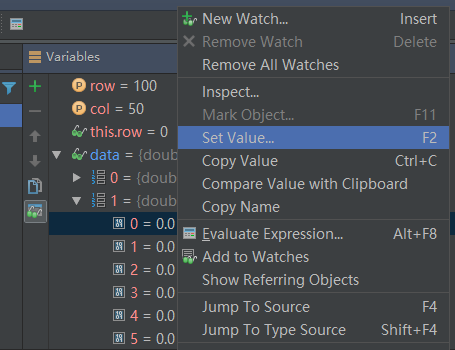 Variables
row = 100
col = 50
this.row = 0
data = {doub
0 = {doub
1 = {doub
0 = 0.0
1 = 0.0
2 = 0.0
3 = 0.0
4 = 0.0
5 = 0.0
New Watch... Insert
Remove Watch Delete
Remove All Watches
Inspect...
Mark Object... F11
Set Value... F2
Copy Value Ctrl+C
Compare Value with Clipboard
Copy Name
Evaluate Expression... Alt+F8
Add to Watches
Show Referring Objects
Jump To Source F4
Jump To Type Source Shift+F4